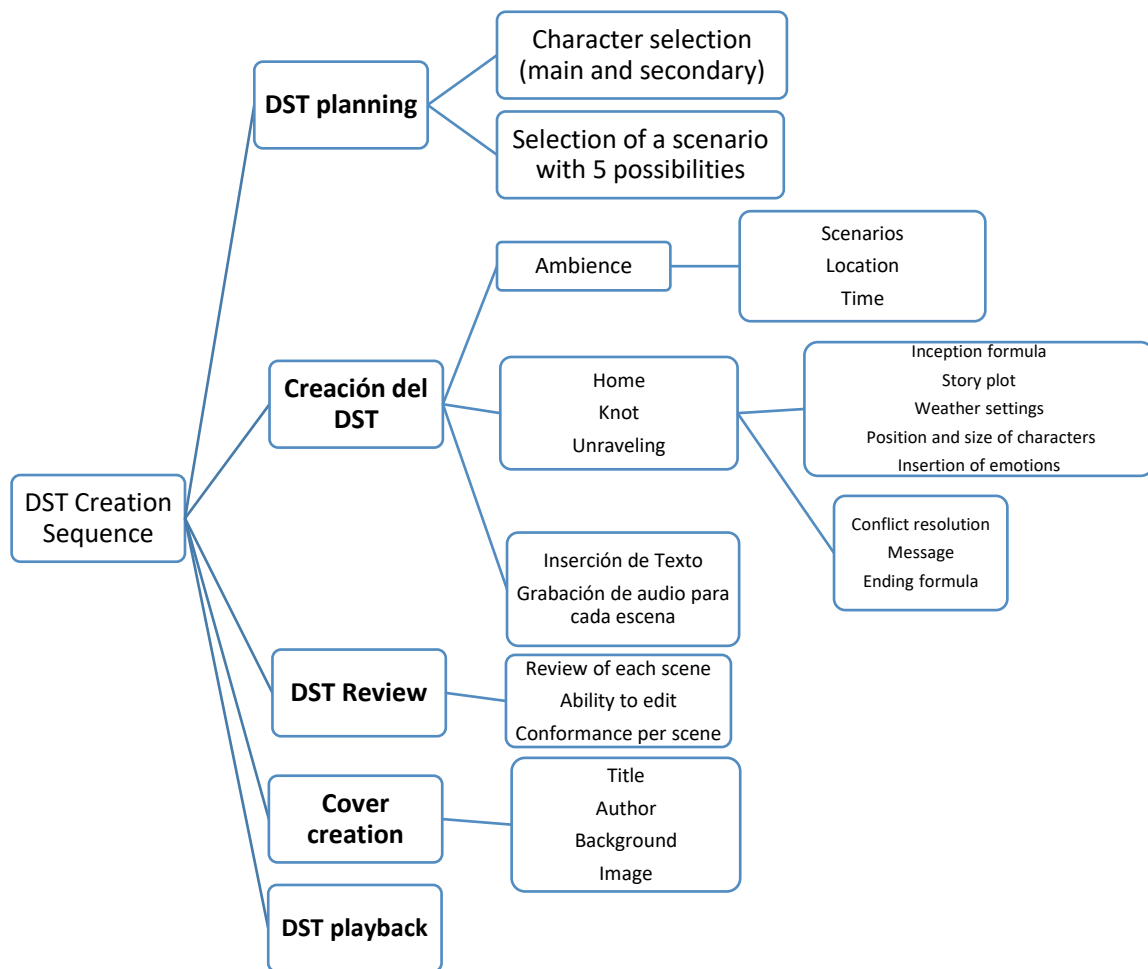 DST Creation
Sequence
DST planning
Character selection
(main and secondary)
Selection of a scenario
with 5 possibilities
Creación del
DST
Ambience
Scenarios
Location
Time
Home
Knot
Unraveling
Inception formula
Story plot
Weather settings
Position and size of characters
Insertion of emotions
Conflict resolution
Message
Ending formula
Inserción de Texto
Grabación de audio para
cada escena
DST Review
Review of each scene
Ability to edit
Conformance per scene
Cover
creation
Title
Author
Background
Image
DST playback